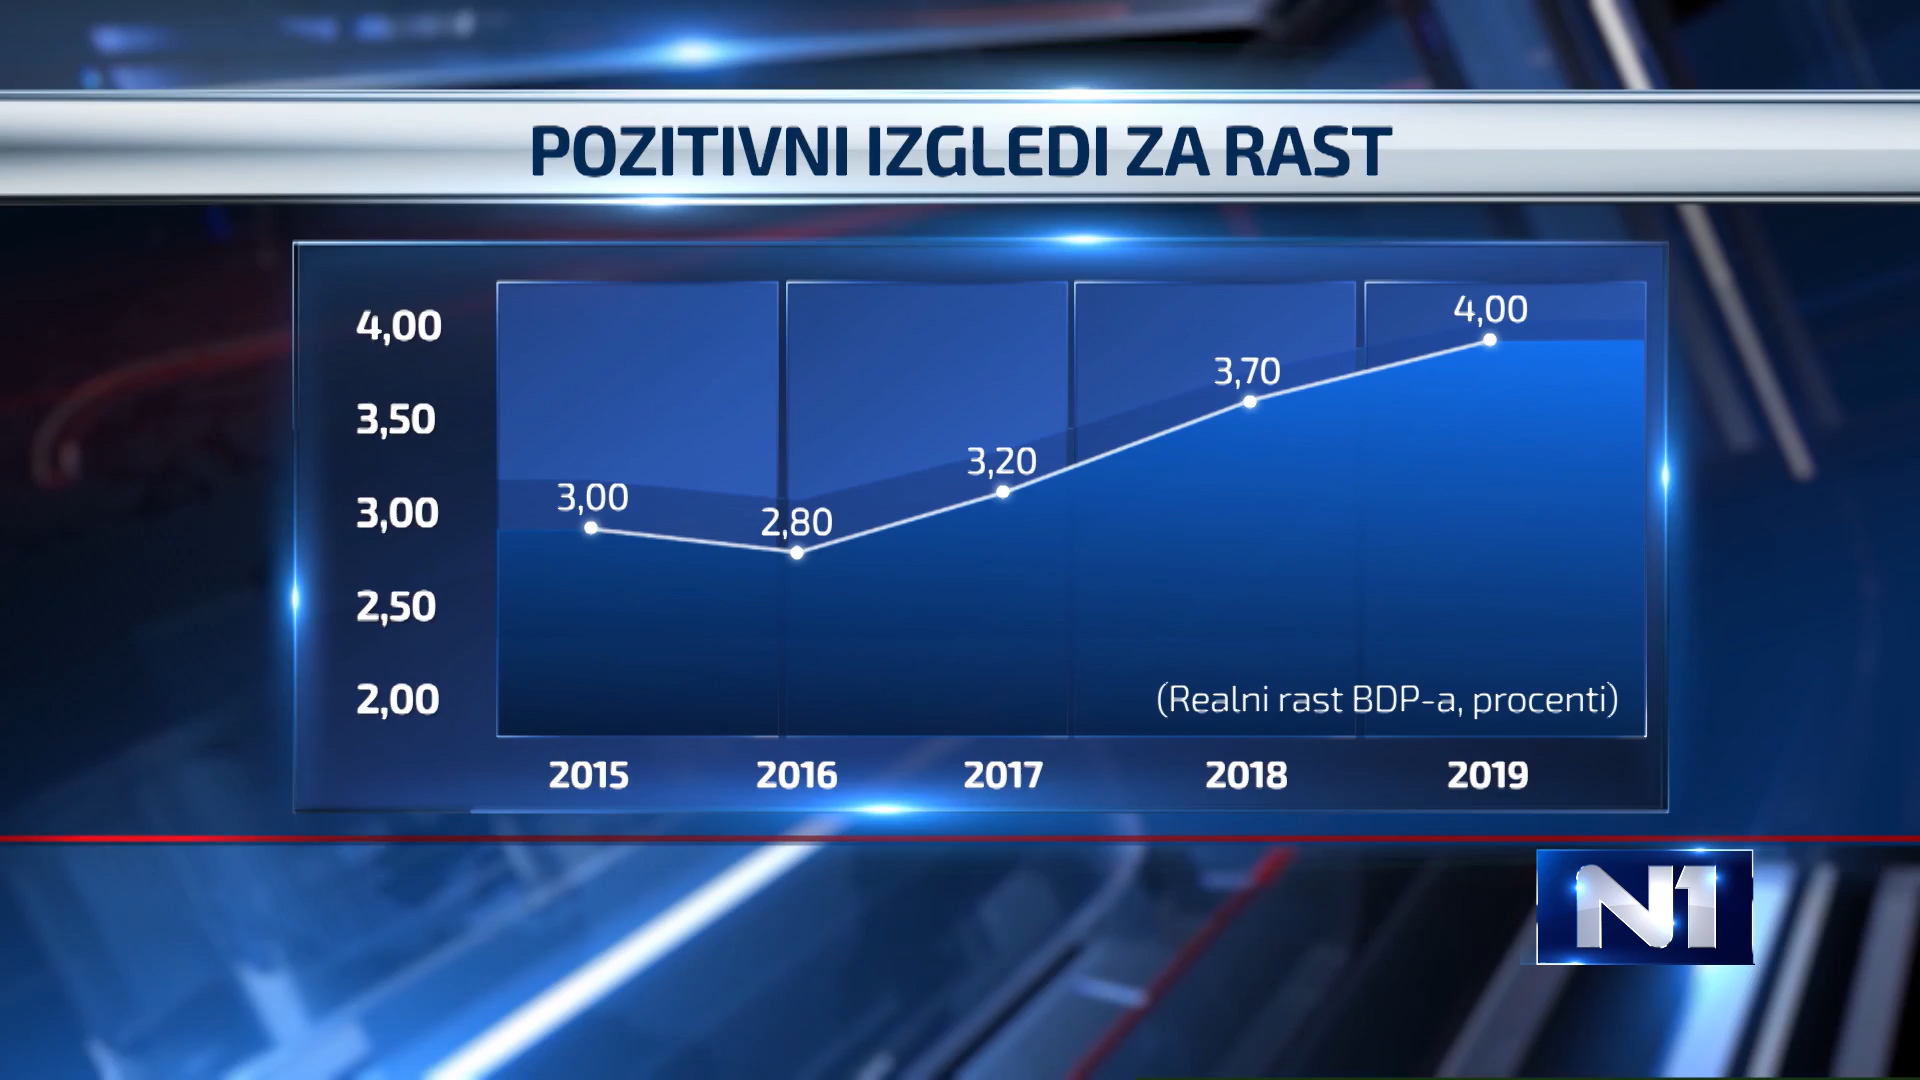 POZITIVNI IZGLEDI ZA RAST
4,00
3,50
3,00
2,50
2,00
3,00
2,80
3,20
3,70
4,00
(Realni rast BDP-a, procenti)
2015 2016 2017 2018 2019
N1